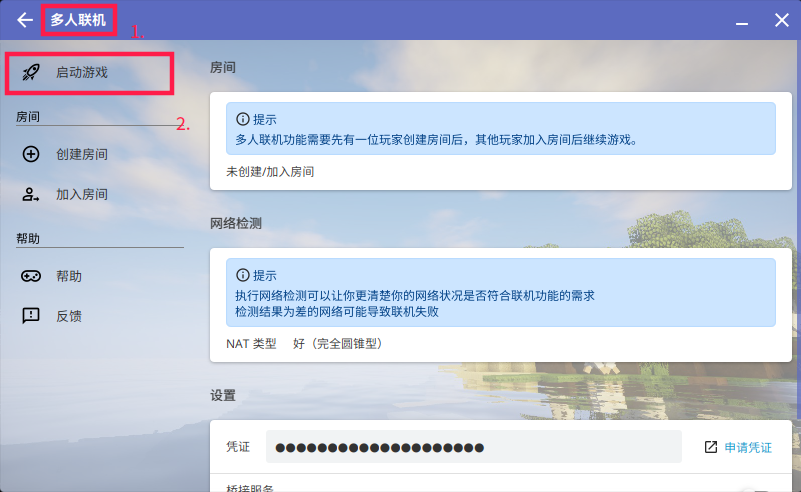 多人联机
1.
启动游戏
房间
2.
创建房间
加入房间
帮助
帮助
反馈
房间
提示
多人联机功能需要先有一位玩家创建房间后，其他玩家加入房间后继续游戏。
未创建/加入房间
网络检测
提示
执行网络检测可以让你更清楚你的网络状况是否符合联机功能的需求
检测结果为差的网络可能导致联机失败
NAT 类型 好（完全圆锥型）
设置
凭证 ●●●●●●●●●●●●●●●●●●●● 申请凭证
桥接服务